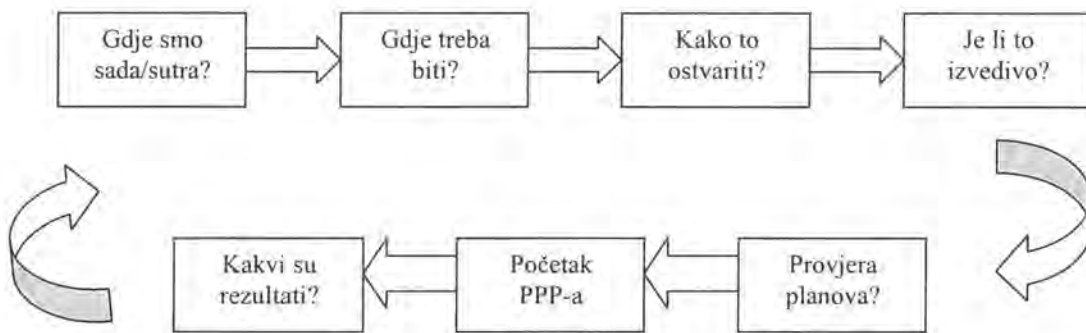 Gdje smo
sada/sutra?
Gdje treba
biti?
Kako to
ostvariti?
Je li to
izvedivo?
Provjera
planova?
Početak
PPP-a
Kakvi su
rezultati?